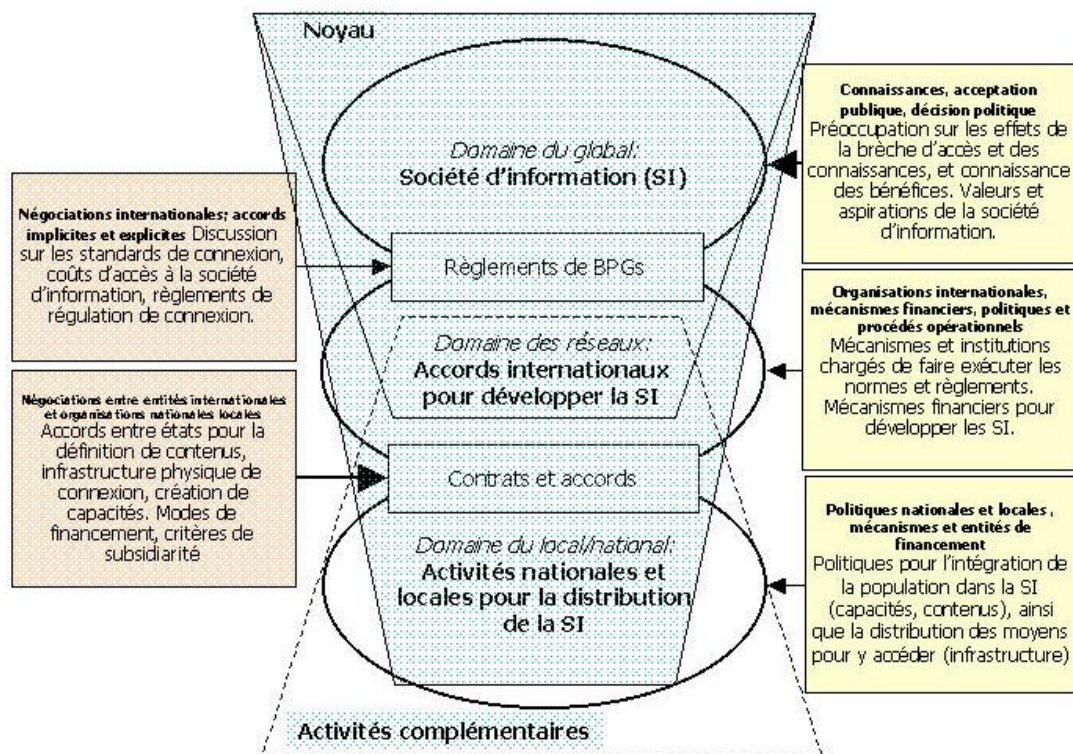 Noyau
Domaine du global:
Société d'information (SI)
Règlements de BPGs
Domaine des réseaux:
Accords internationaux
pour développer la SI
Contrats et accords
Domaine du local/national:
Activités nationales et
locales pour la distribution
de la SI
Activités complémentaires
Négociations internationales; accords
implicites et explicites Discussion
sur les standards de connexion,
coûts d'accès à la société
d'information, règlements de
régulation de connexion.
Négociations entre entités internationales
et organisations nationales locales
Accords entre états pour la
définition de contenus,
infrastructure physique de
connexion, création de
capacités. Modes de
financement, critères de
subsidiarité
Connaissances, acceptation
publique, décision politique
Préoccupation sur les effets de
la brèche d'accès et des
connaissances, et connaissance
des bénéfices. Valeurs et
aspirations de la société
d'information.
Organisations internationales,
mécanismes financiers, politiques et
procédés opérationnels
Mécanismes et institutions
chargés de faire exécuter les
normes et règlements.
Mécanismes financiers pour
développer les SI.
Politiques nationales et locales ,
mécanismes et entités de
financement
Politiques pour l'intégration de
la population dans la SI
(capacités, contenus), ainsi
que la distribution des moyens
pour y accéder (infrastructure)